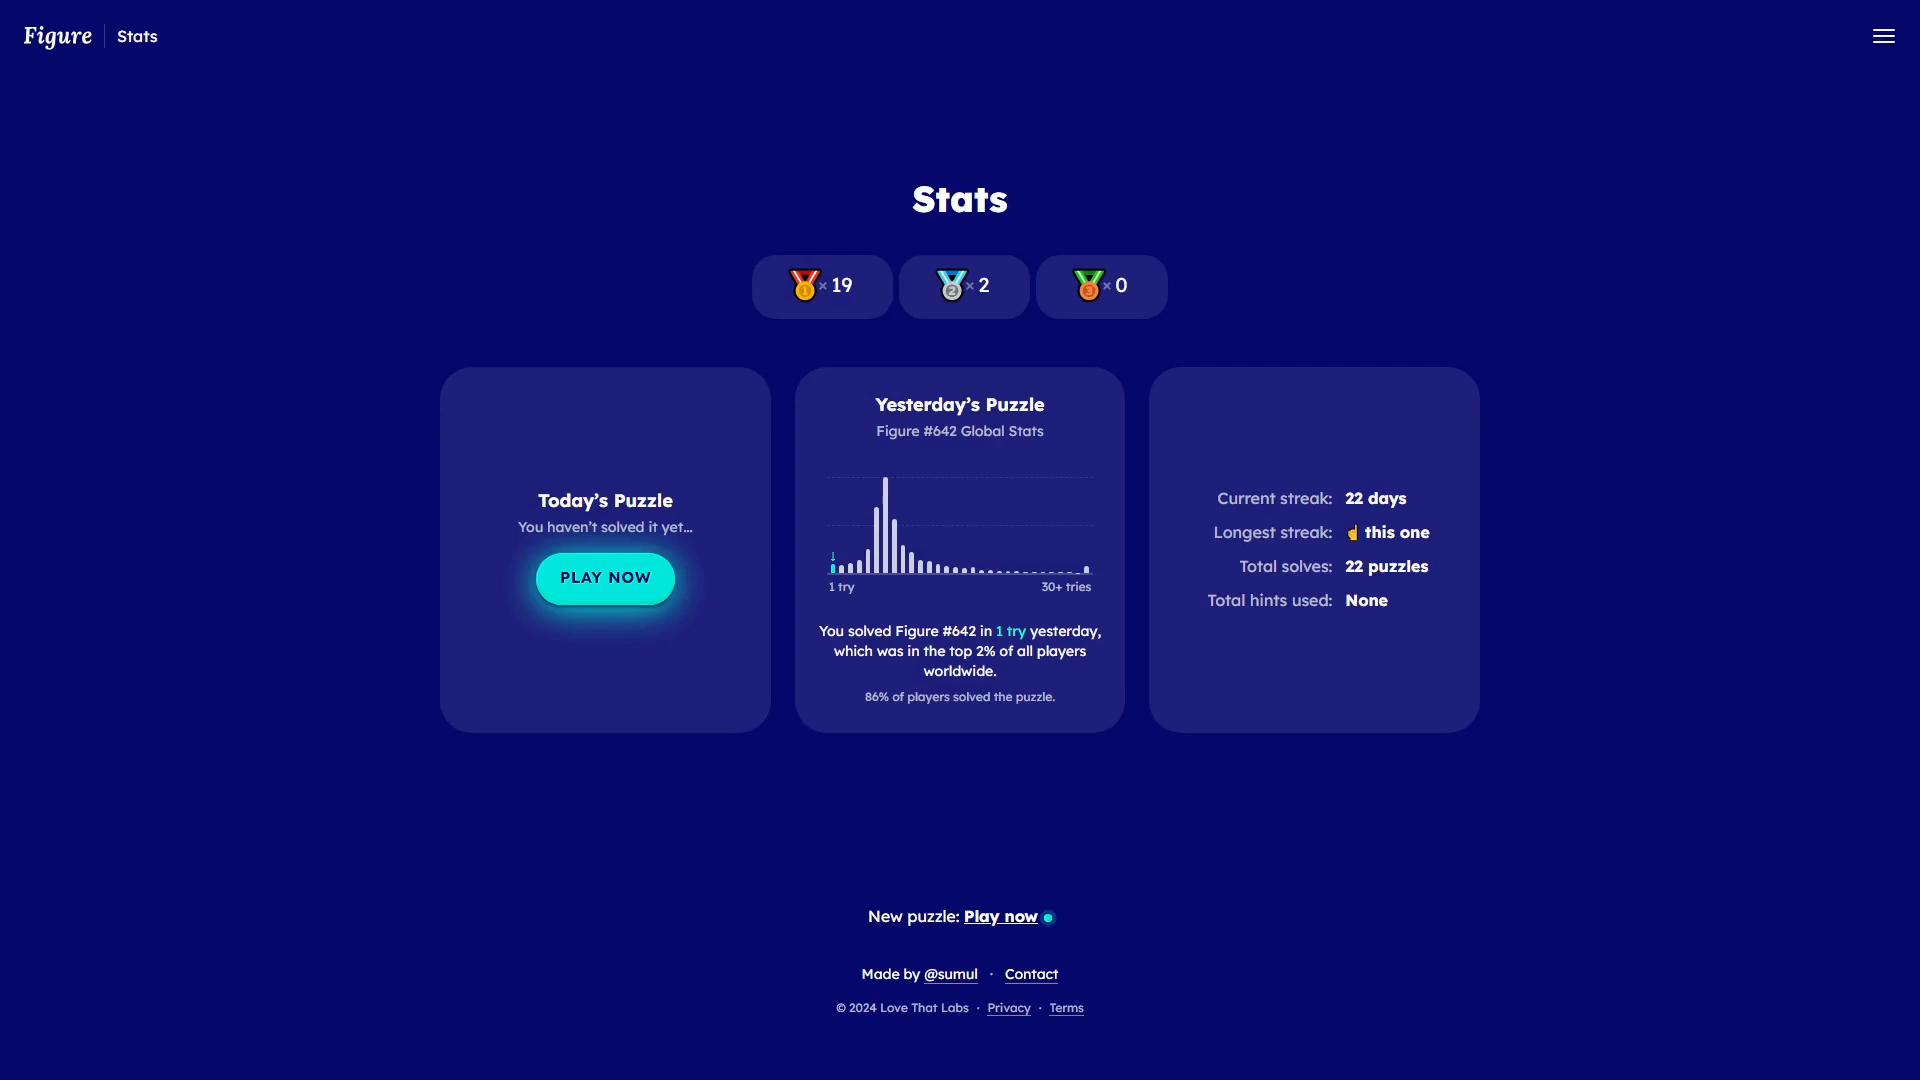 Figure
Stats
Stats
× 19
× 2
× 0
Today’s Puzzle
You haven’t solved it yet...
PLAY NOW
Yesterday’s Puzzle
Figure #642 Global Stats
↓
1 try
30+ tries
You solved Figure #642 in 1 try yesterday,
which was in the top 2% of all players
worldwide.
86% of players solved the puzzle.
Current streak: 22 days
Longest streak: ☝️ this one
Total solves: 22 puzzles
Total hints used: None
New puzzle: Play now
Made by @sumul · Contact
© 2024 Love That Labs · Privacy · Terms